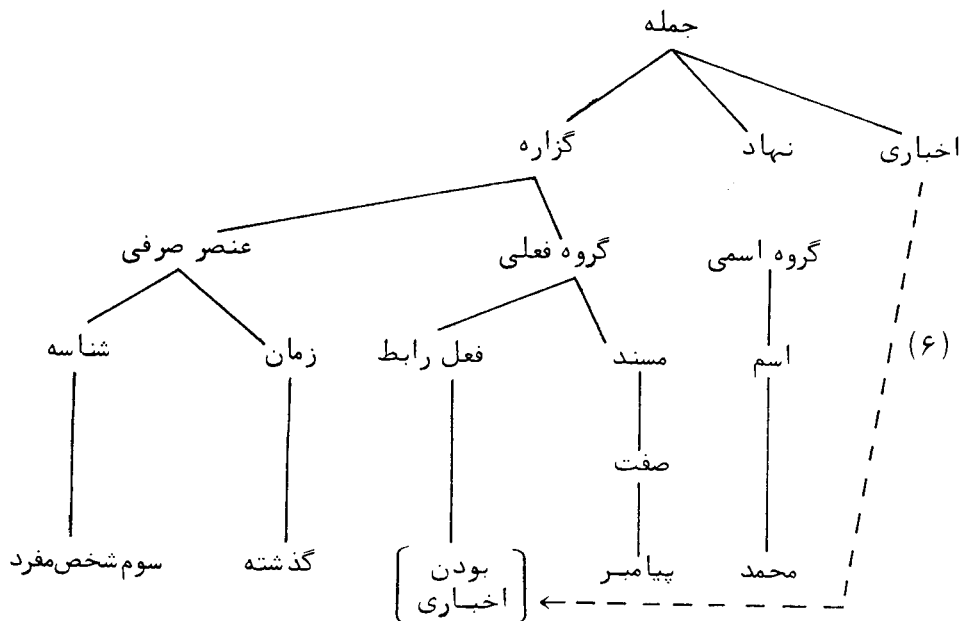 جمله
اخباری نهاد گزاره
گروه اسمی گروه فعلی عنصر صرفی
(۶) اسم مسند فعل رابط زمان شناسه
صفت
محمد پیامبر بودن گذشته سوم شخص مفرد
اخباری